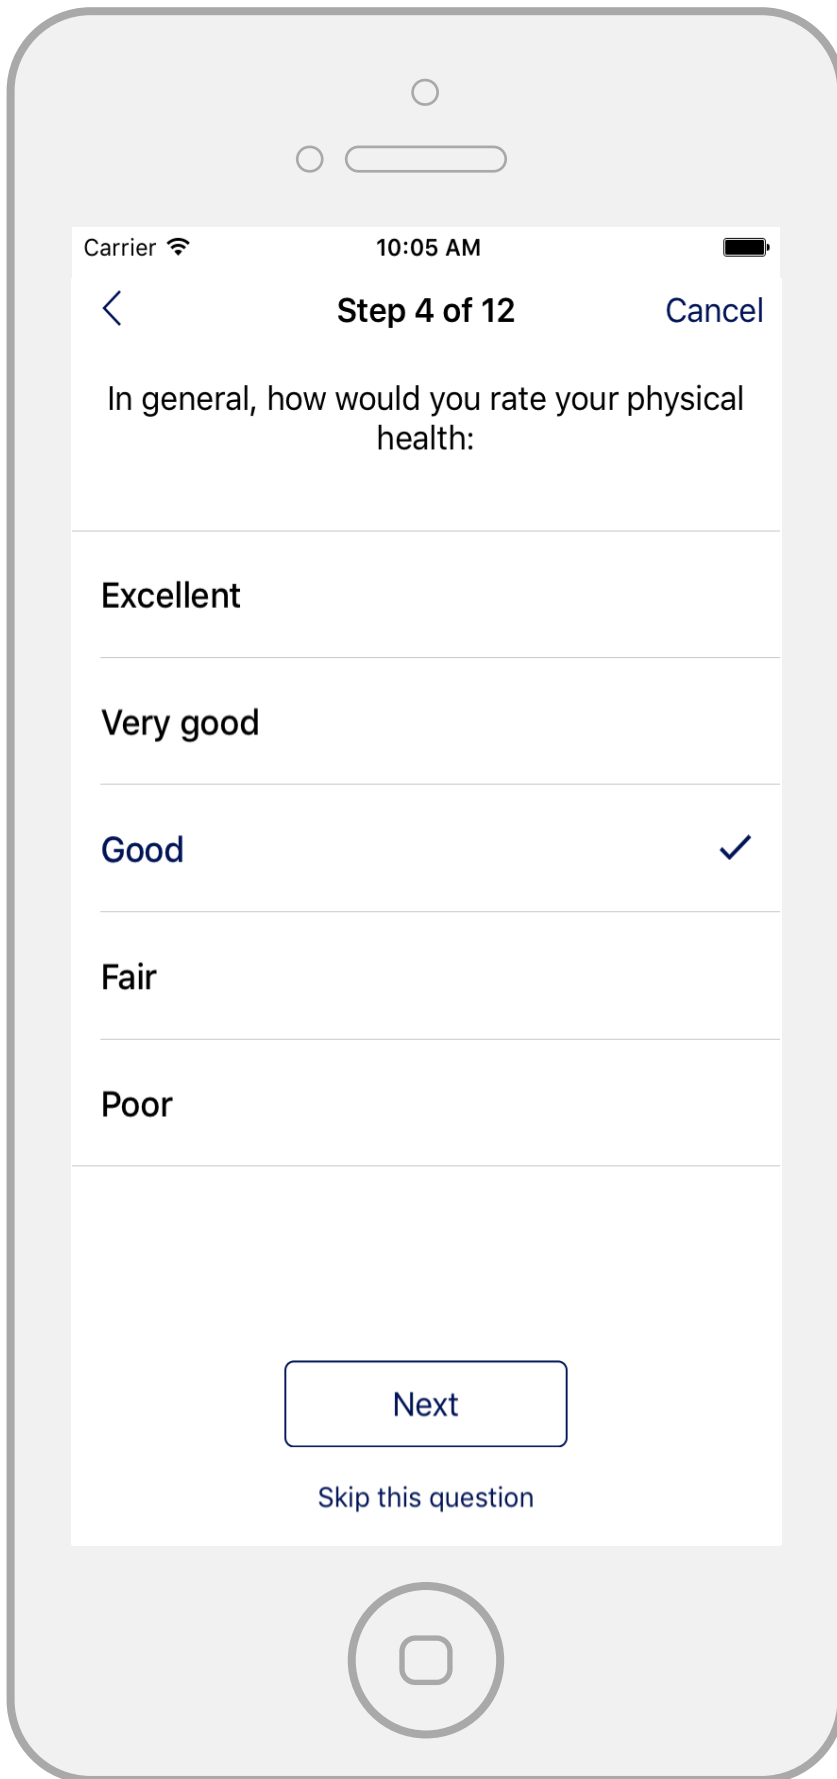 Carrier 10:05 AM
Step 4 of 12 Cancel
In general, how would you rate your physical
health:
Excellent
Very good
Good
Fair
Poor
Next
Skip this question